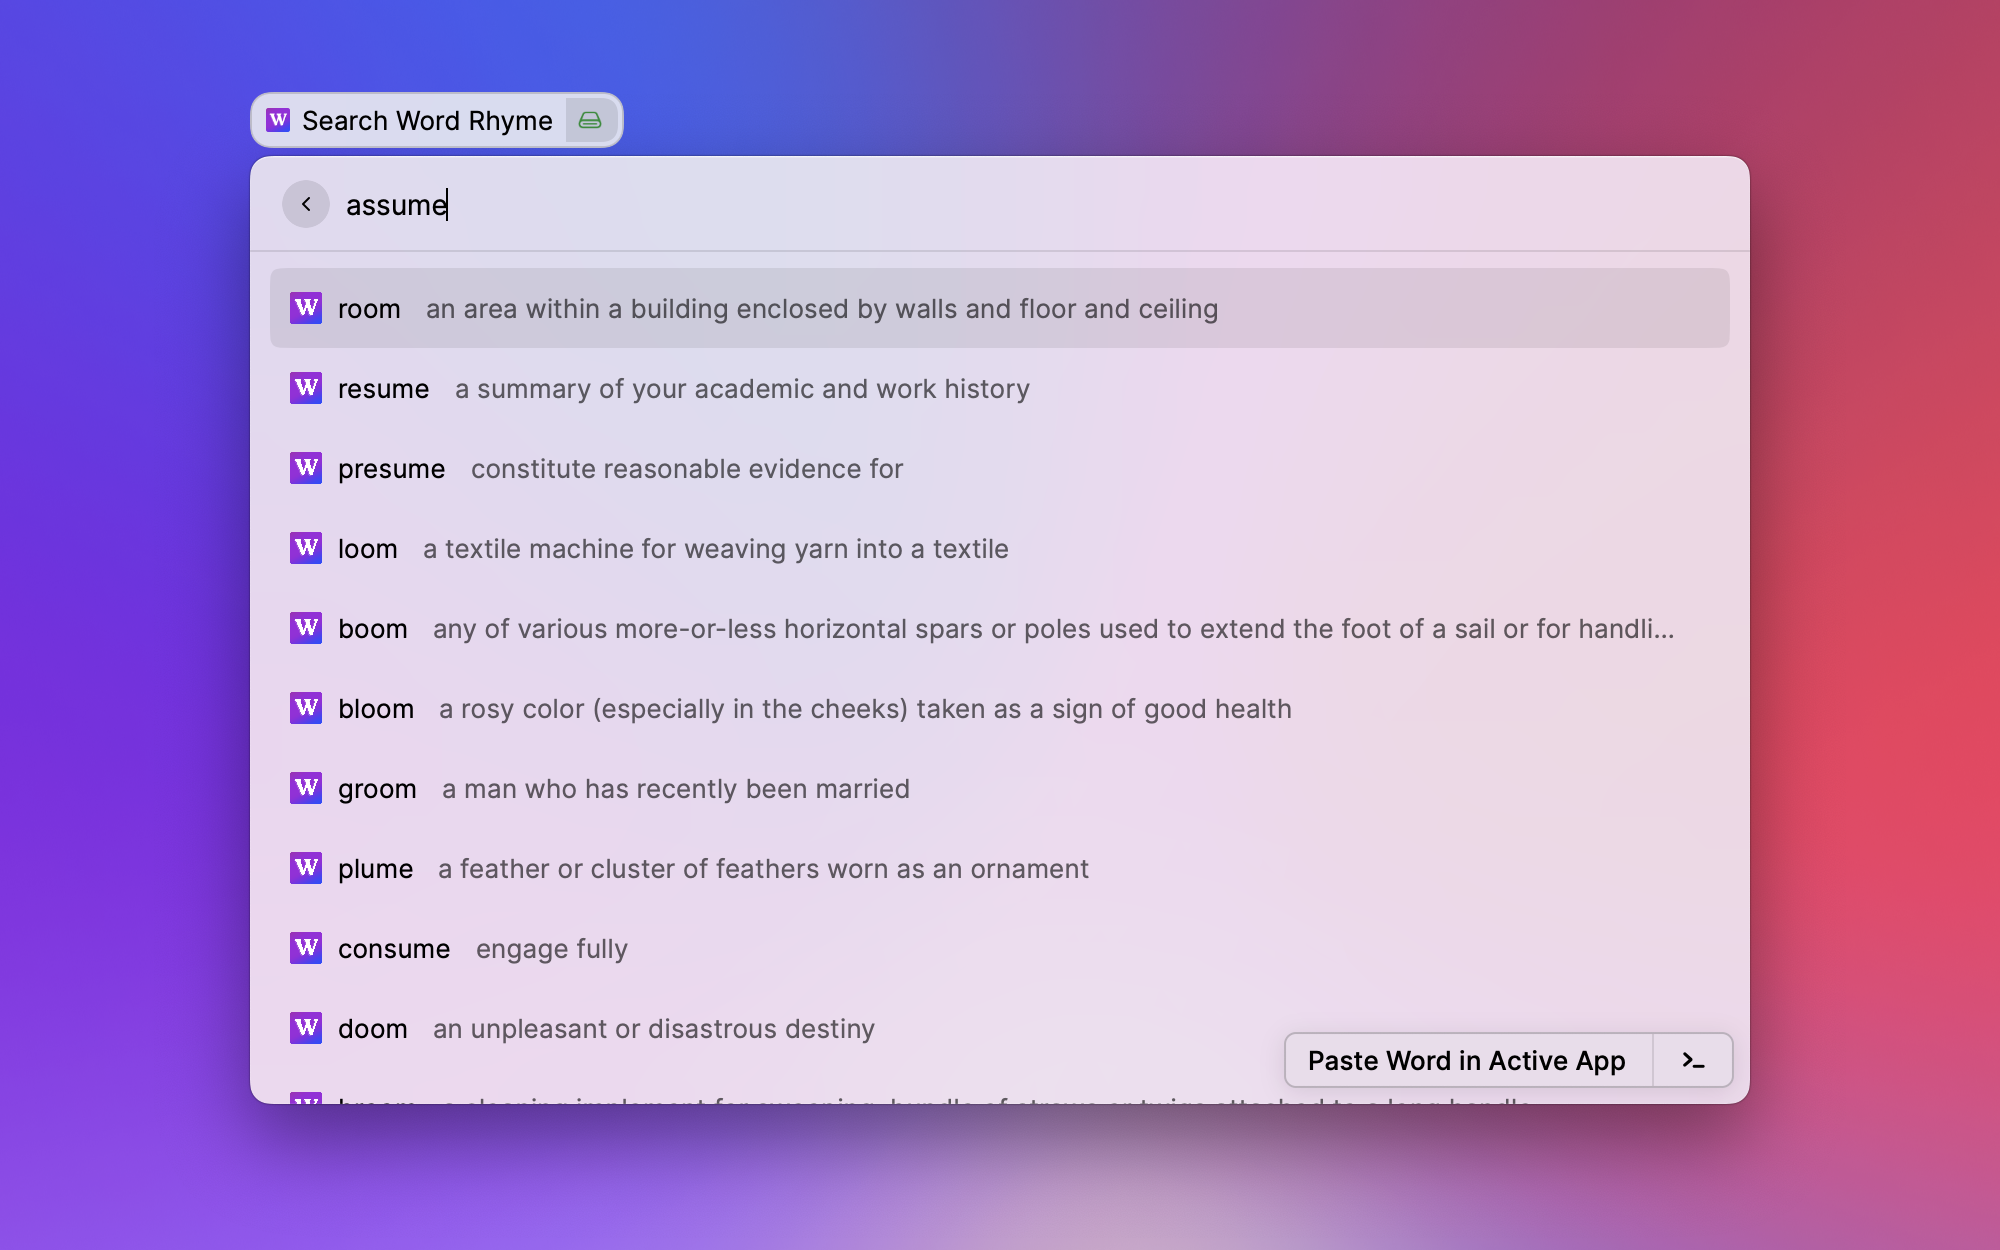 W Search Word Rhyme
assume
W room an area within a building enclosed by walls and floor and ceiling
W resume a summary of your academic and work history
W presume constitute reasonable evidence for
W loom a textile machine for weaving yarn into a textile
W boom any of various more-or-less horizontal spars or poles used to extend the foot of a sail or for handli...
W bloom a rosy color (especially in the cheeks) taken as a sign of good health
W groom a man who has recently been married
W plume a feather or cluster of feathers worn as an ornament
W consume engage fully
W doom an unpleasant or disastrous destiny
Paste Word in Active App